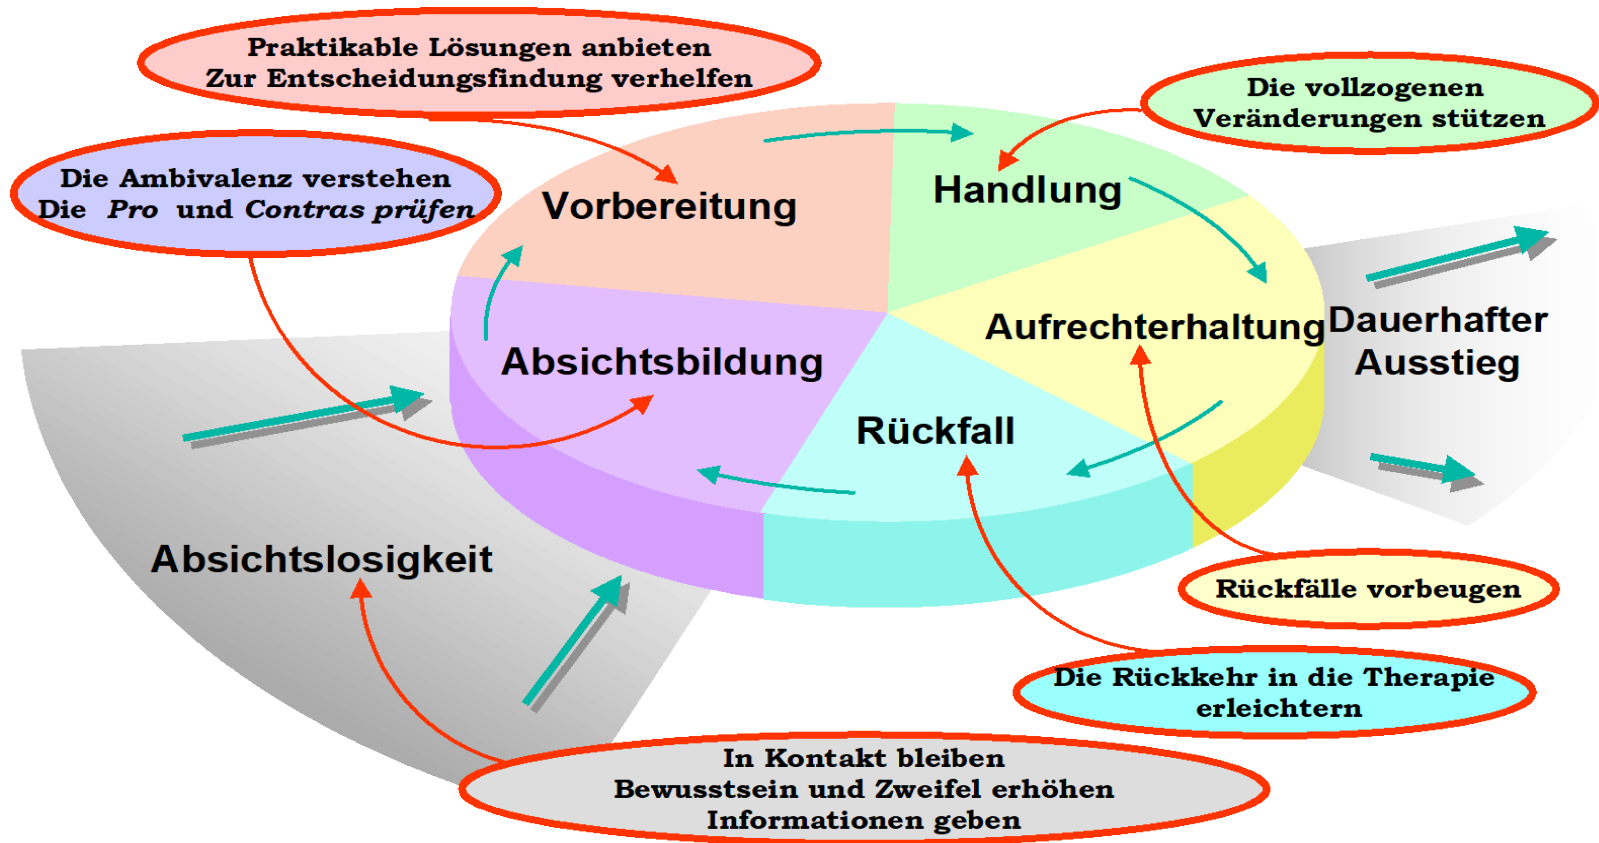 Praktikable Lösungen anbieten
Zur Entscheidungsfindung verhelfen
Die vollzogenen
Veränderungen stützen
Die Ambivalenz verstehen
Die Pro und Contras prüfen
Vorbereitung
Handlung
Absichtsbildung
Aufrechterhaltung
Dauerhafter
Ausstieg
Rückfall
Absichtslosigkeit
Rückfälle vorbeugen
Die Rückkehr in die Therapie
erleichtern
In Kontakt bleiben
Bewusstsein und Zweifel erhöhen
Informationen geben